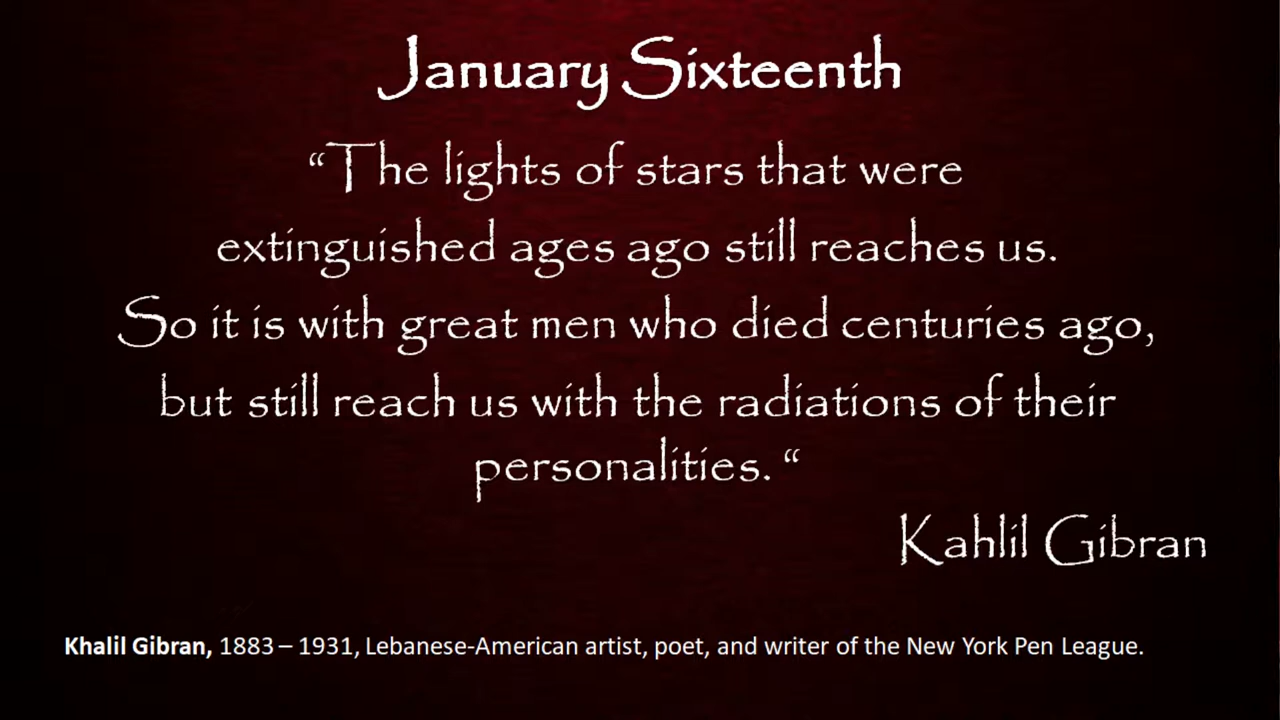 January Sixteenth
“The lights of stars that were
extinguished ages ago still reaches us.
So it is with great men who died centuries ago,
but still reach us with the radiations of their
personalities. “
Kahlil Gibran
Khalil Gibran, 1883 – 1931, Lebanese-American artist, poet, and writer of the New York Pen League.